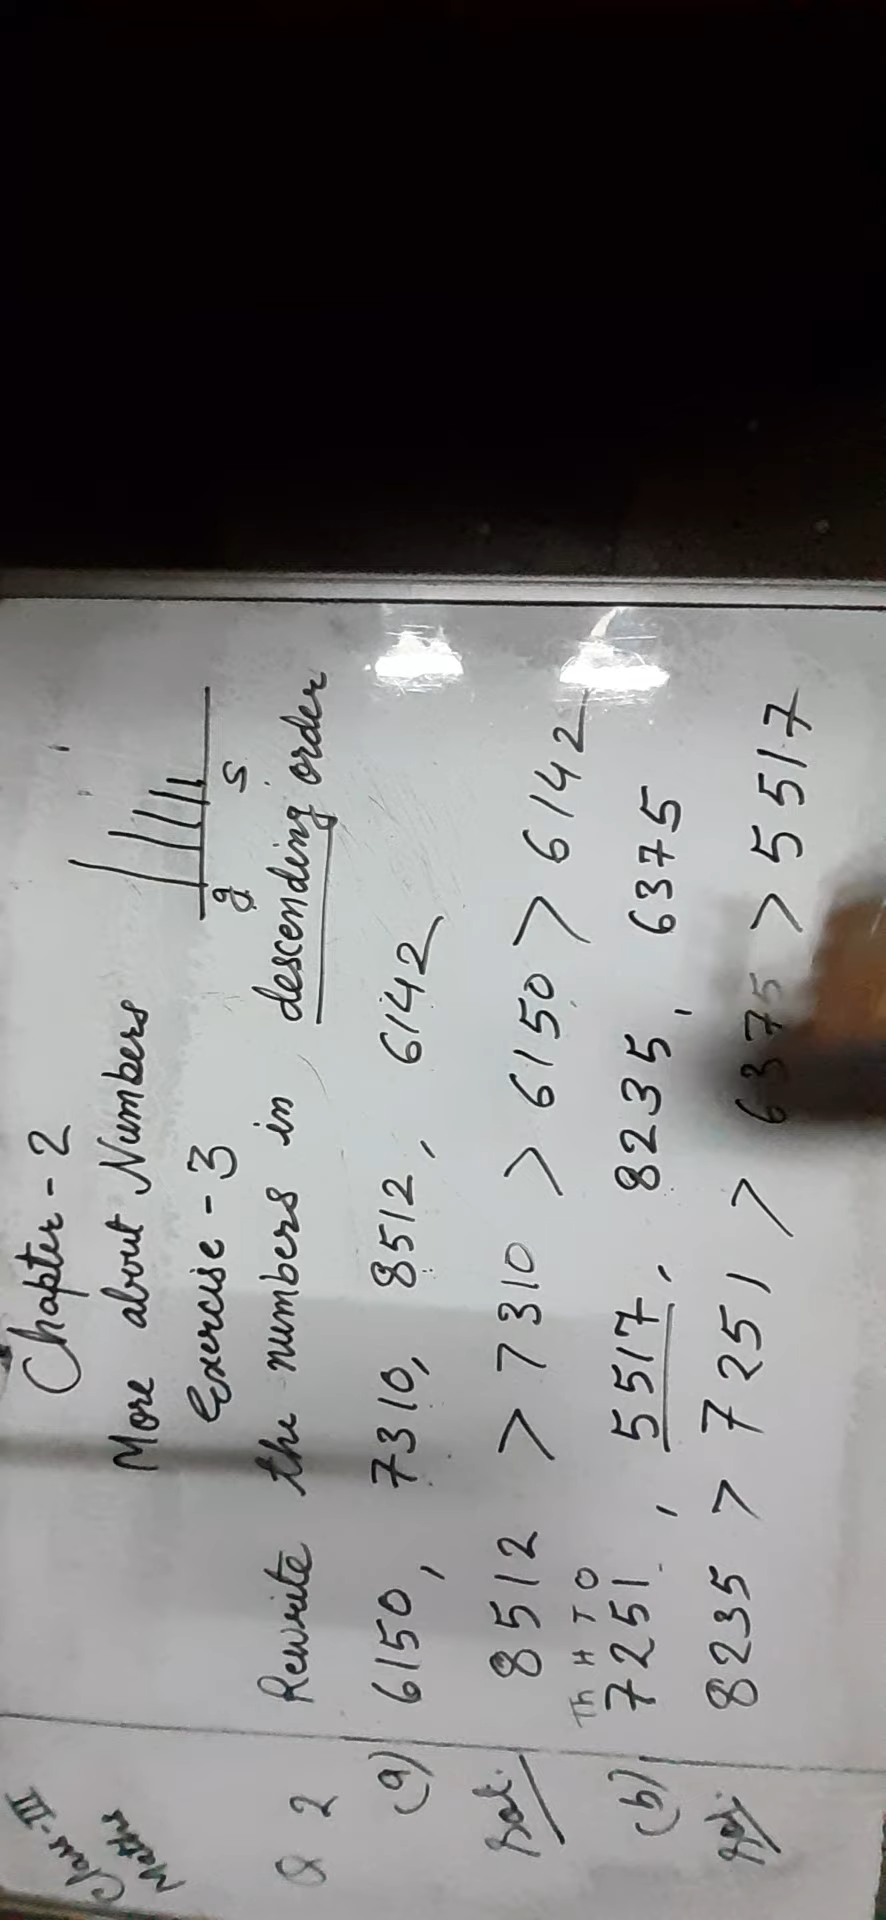 Class-III
Maths
Chapter-2
More about Numbers
Exercise-3
g s
Q 2 Rewrite the numbers in, descending order
(a) 6150, 7310, 8512, 6142
Sol. 8512 > 7310 > 6150 > 6142
Th H T O
(b) 7251, 5517, 8235, 6375
Sol. 8235 > 7251 > 6375 > 5517